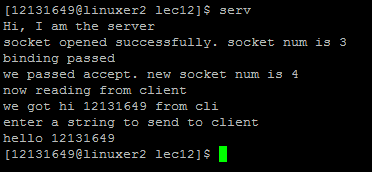 [12131649@linuxer2 lec12]$ serv
Hi, I am the server
socket opened successfully. socket num is 3
binding passed
we passed accept. new socket num is 4
now reading from client
we got hi 12131649 from cli
enter a string to send to client
hello 12131649
[12131649@linuxer2 lec12]$